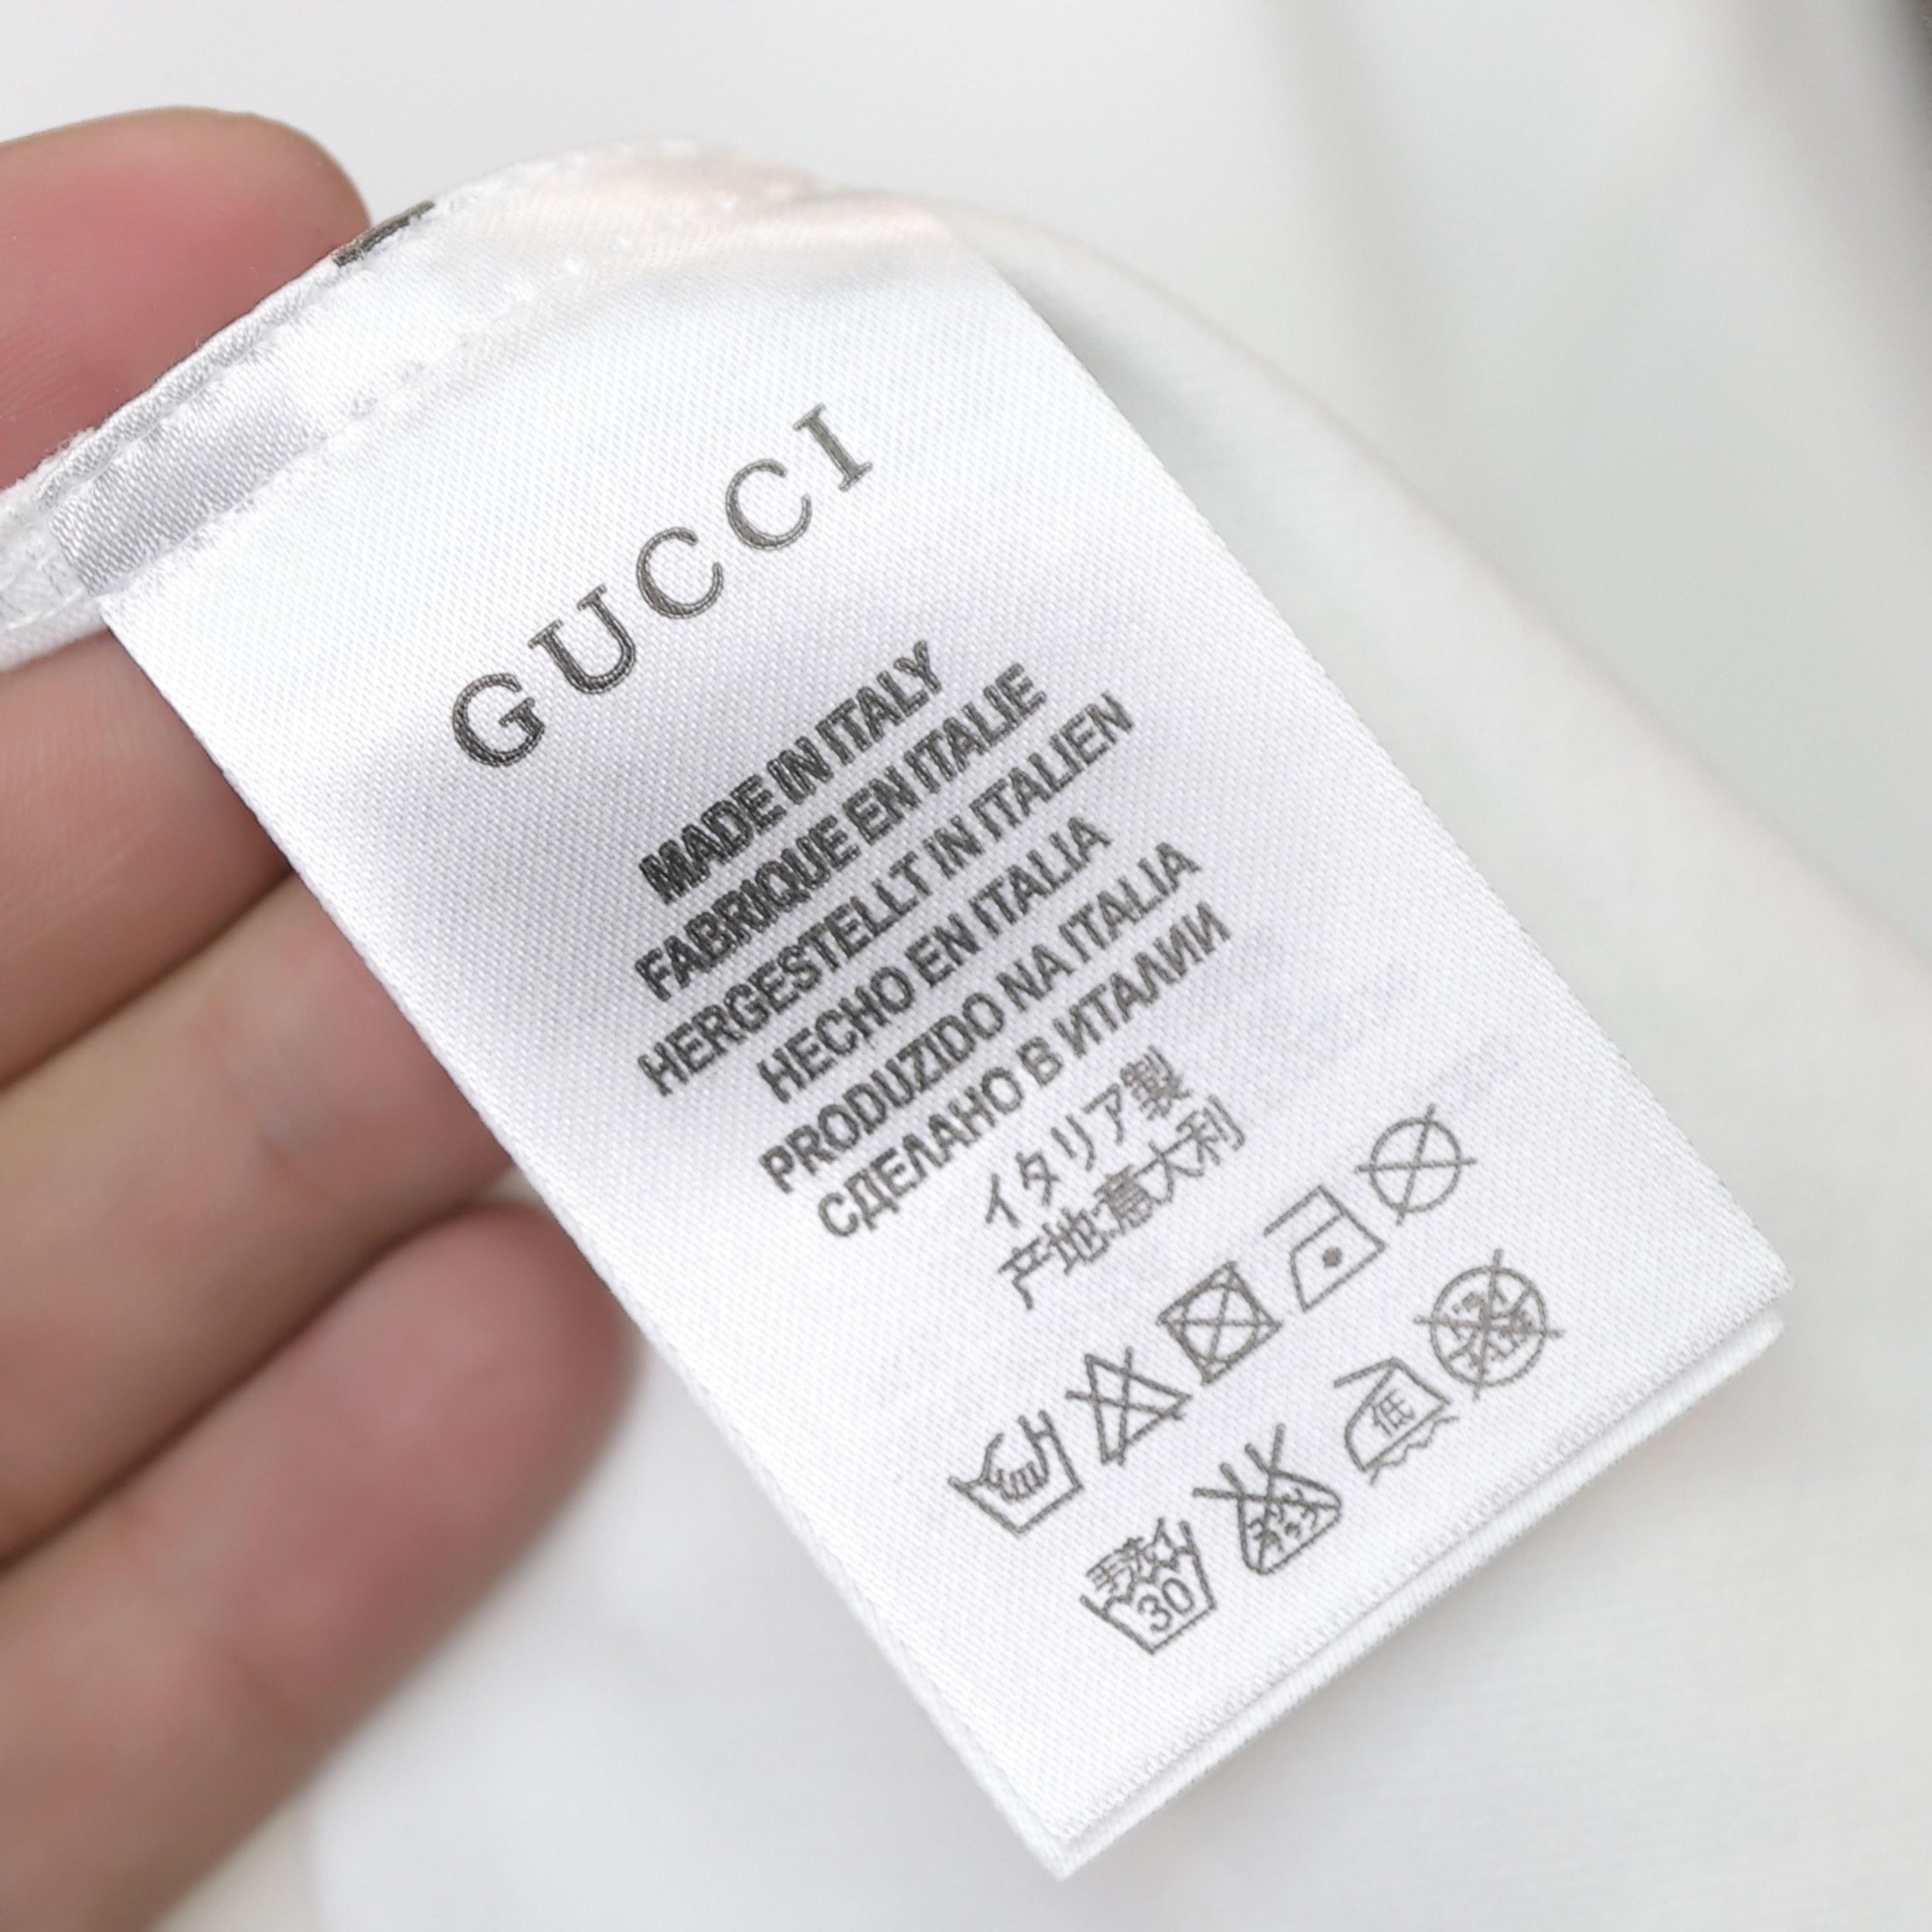 GUCCI
MADE IN ITALY
FABRIQUE EN ITALIE
HERGESTELLT IN ITALIEN
HECHO EN ITALIA
PRODUZIDO NA ITALIA
СДЕЛАНО В ИТАЛИИ
イタリア製
产地:意大利
手洗イ
30
低